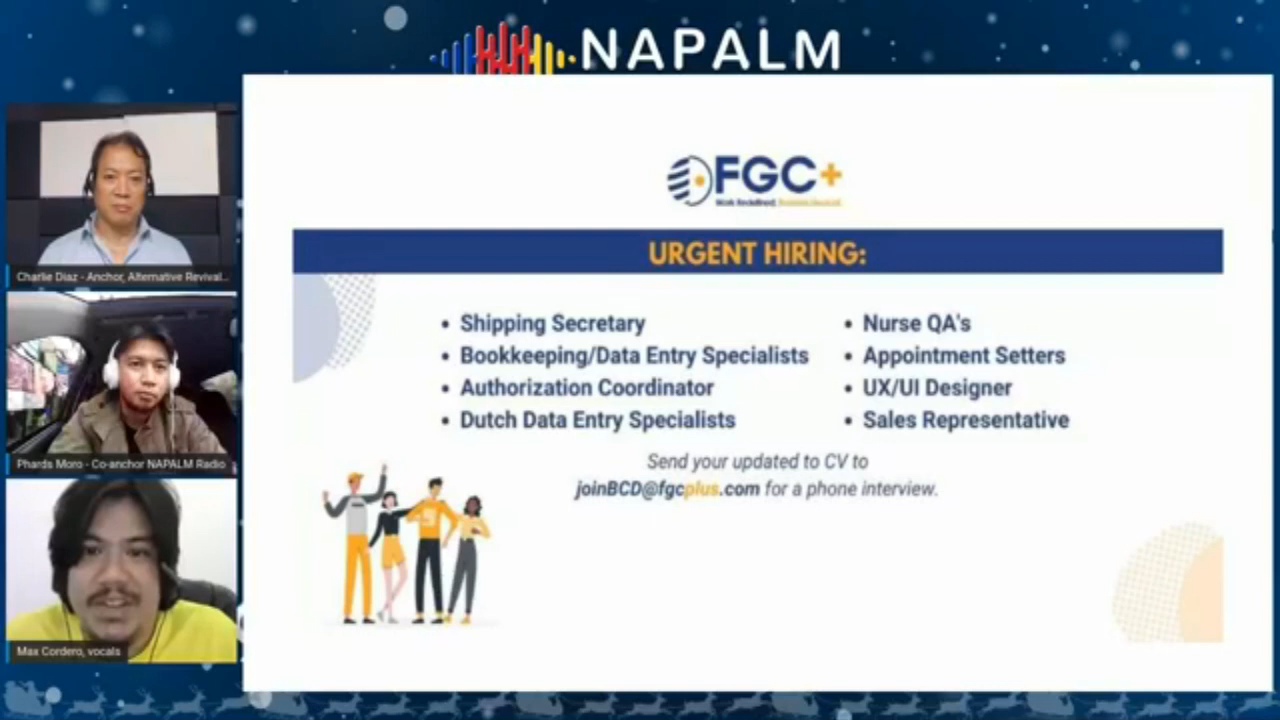 NAPALM
FGC+
Work Redefined.
URGENT HIRING:
Shipping Secretary
Bookkeeping/Data Entry Specialists
Authorization Coordinator
Dutch Data Entry Specialists
Nurse QA's
Appointment Setters
UX/UI Designer
Sales Representative
Send your updated to CV to
joinBCD@fgcplus.com for a phone interview.
Charlie Diaz - Anchor, Alternative Revival...
Phards Moro - Co-anchor NAPALM Radio
Max Cordero, vocals